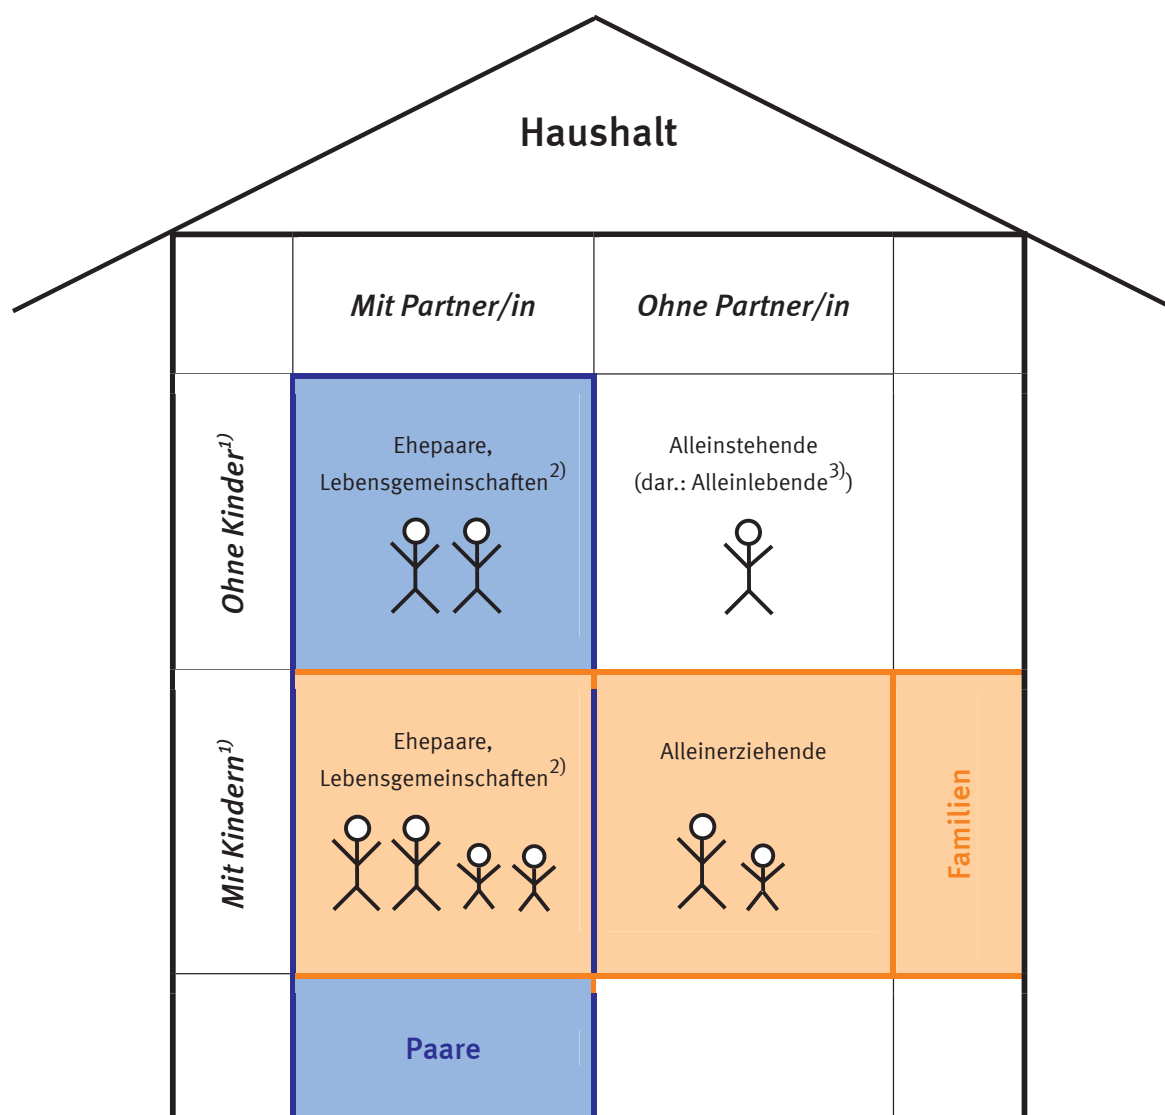 Haushalt
Mit Partner/in
Ohne Partner/in
Ohne Kinder1)
Ehepaare,
Lebensgemeinschaften2)
Alleinstehende
(dar.: Alleinlebende3))
Mit Kindern1)
Ehepaare,
Lebensgemeinschaften2)
Alleinerziehende
Familien
Paare